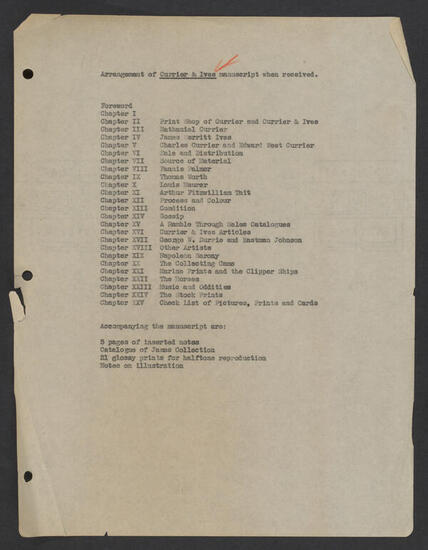 Arrangement of Currier & Ives manuscript when received.
Foreword
Chapter I
Chapter II Print Shop of Currier and Currier & Ives
Chapter III Nathaniel Currier
Chapter IV James Merritt Ives
Chapter V Charles Currier and Edward West Currier
Chapter VI Sale and Distribution
Chapter VII Source of Material
Chapter VIII Fannie Palmer
Chapter IX Thomas Worth
Chapter X Louis Maurer
Chapter XI Arthur Fitzwilliam Tait
Chapter XII Process and Colour
Chapter XIII Condition
Chapter XIV Gossip
Chapter XV A Ramble Through Sales Catalogues
Chapter XVI Currier & Ives Articles
Chapter XVII George W. Durrie and Eastman Johnson
Chapter XVIII Other Artists
Chapter XIX Napoleon Sarony
Chapter XX The Collecting Game
Chapter XXI Marine Prints and the Clipper Ships
Chapter XXII The Horses
Chapter XXIII Music and Oddities
Chapter XXIV The Stock Prints
Chapter XXV Check List of Pictures, Prints and Cards
Accompanying the manuscript are:
5 pages of inserted notes
Catalogue of James Collection
21 glossy prints for halftone reproduction
Notes on illustration